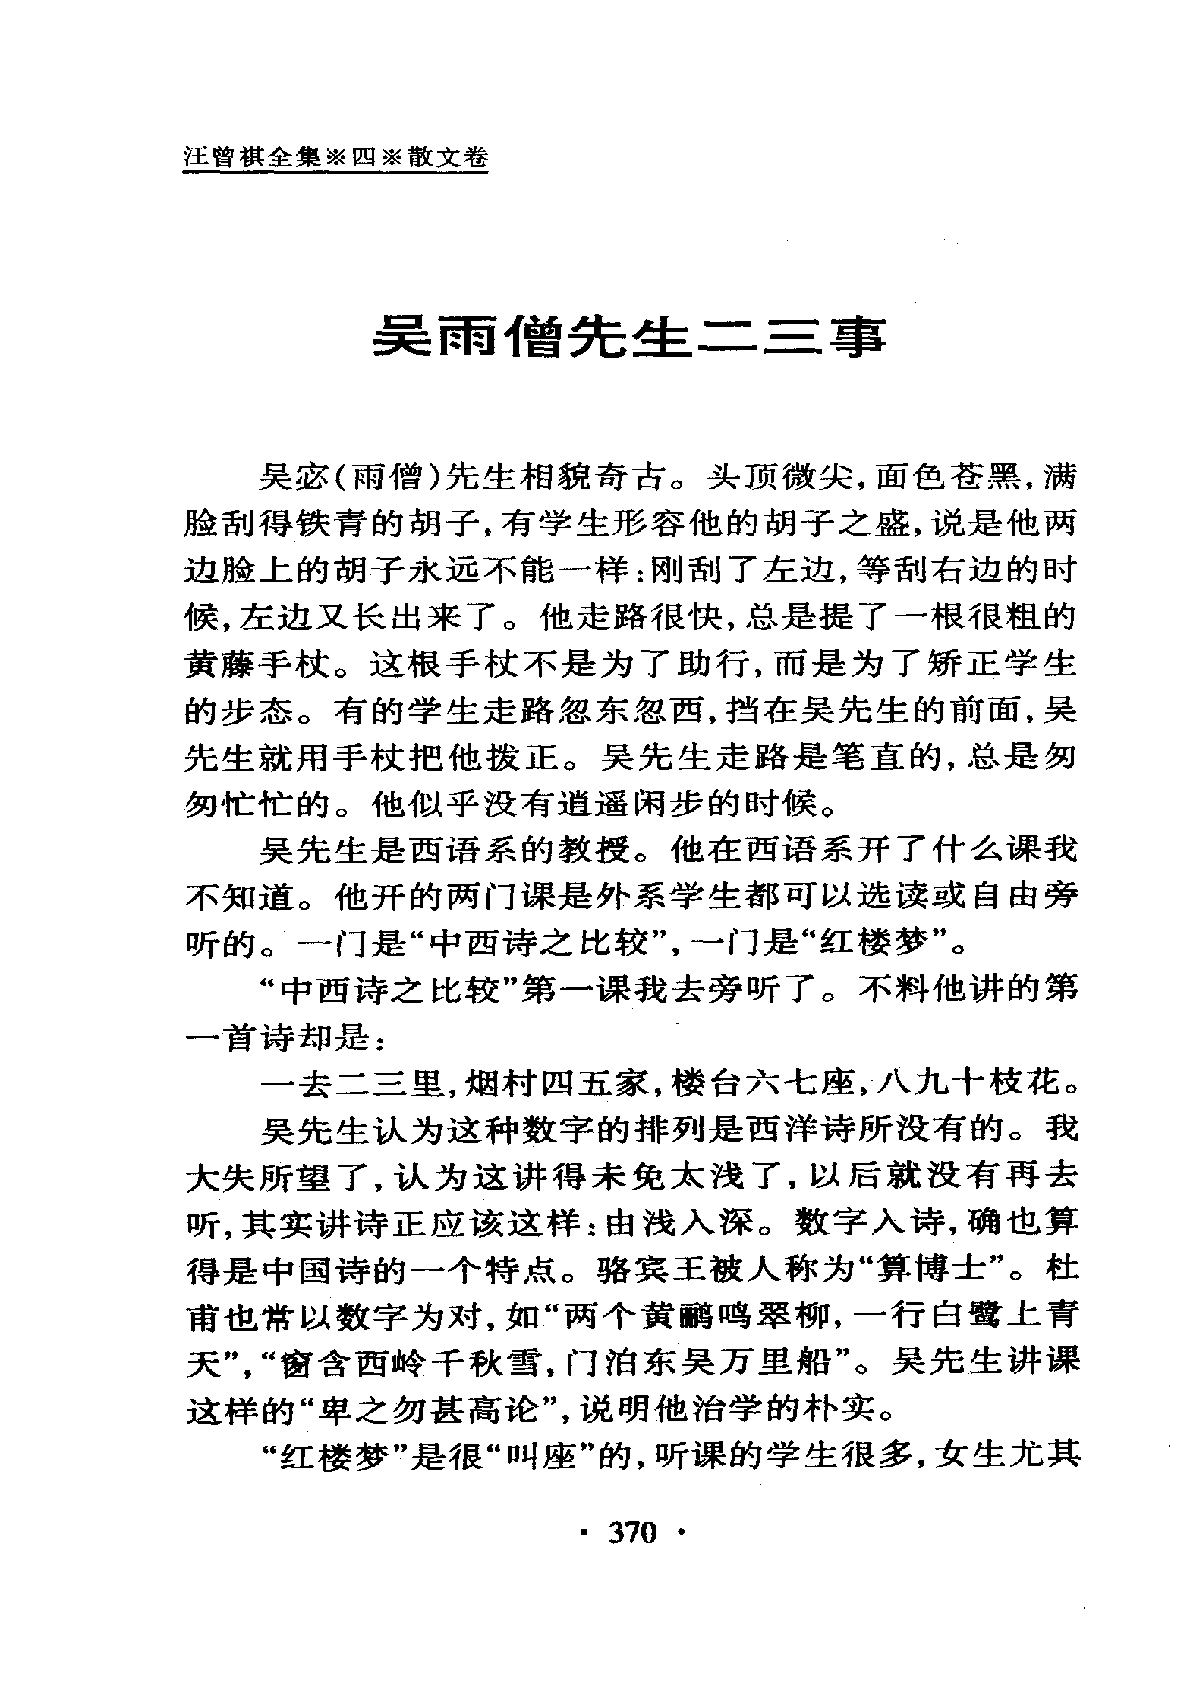 汪曾祺全集※四※散文卷
吴雨僧先生二三事
吴宓(雨僧)先生相貌奇古。头顶微尖,面色苍黑,满
脸刮得铁青的胡子,有学生形容他的胡子之盛,说是他两
边脸上的胡子永远不能一样:刚刮了左边,等刮右边的时
候,左边又长出来了。他走路很快,总是提了一根很粗的
黄藤手杖。这根手杖不是为了助行,而是为了矫正学生
的步态。有的学生走路忽东忽西,挡在吴先生的前面,吴
先生就用手杖把他拨正。吴先生走路是笔直的,总是匆
匆忙忙的。他似乎没有逍遥闲步的时候。
吴先生是西语系的教授。他在西语系开了什么课我
不知道。他开的两门课是外系学生都可以选读或自由旁
听的。一门是“中西诗之比较”,一门是“红楼梦”。
“中西诗之比较”第一课我去旁听了。不料他讲的第
一首诗却是:
一去二三里,烟村四五家,楼台六七座,八九十枝花。
吴先生认为这种数字的排列是西洋诗所没有的。我
大失所望了,认为这讲得未免太浅了,以后就没有再去
听,其实讲诗正应该这样:由浅入深。数字入诗,确也算
得是中国诗的一个特点。骆宾王被人称为“算博士”。杜
甫也常以数字为对,如“两个黄鹂鸣翠柳,一行白鹭上青
天”,“窗含西岭千秋雪,门泊东吴万里船”。吴先生讲课
这样的“卑之勿甚高论”,说明他治学的朴实。
“红楼梦”是很“叫座”的,听课的学生很多,女生尤其
· 370 ·